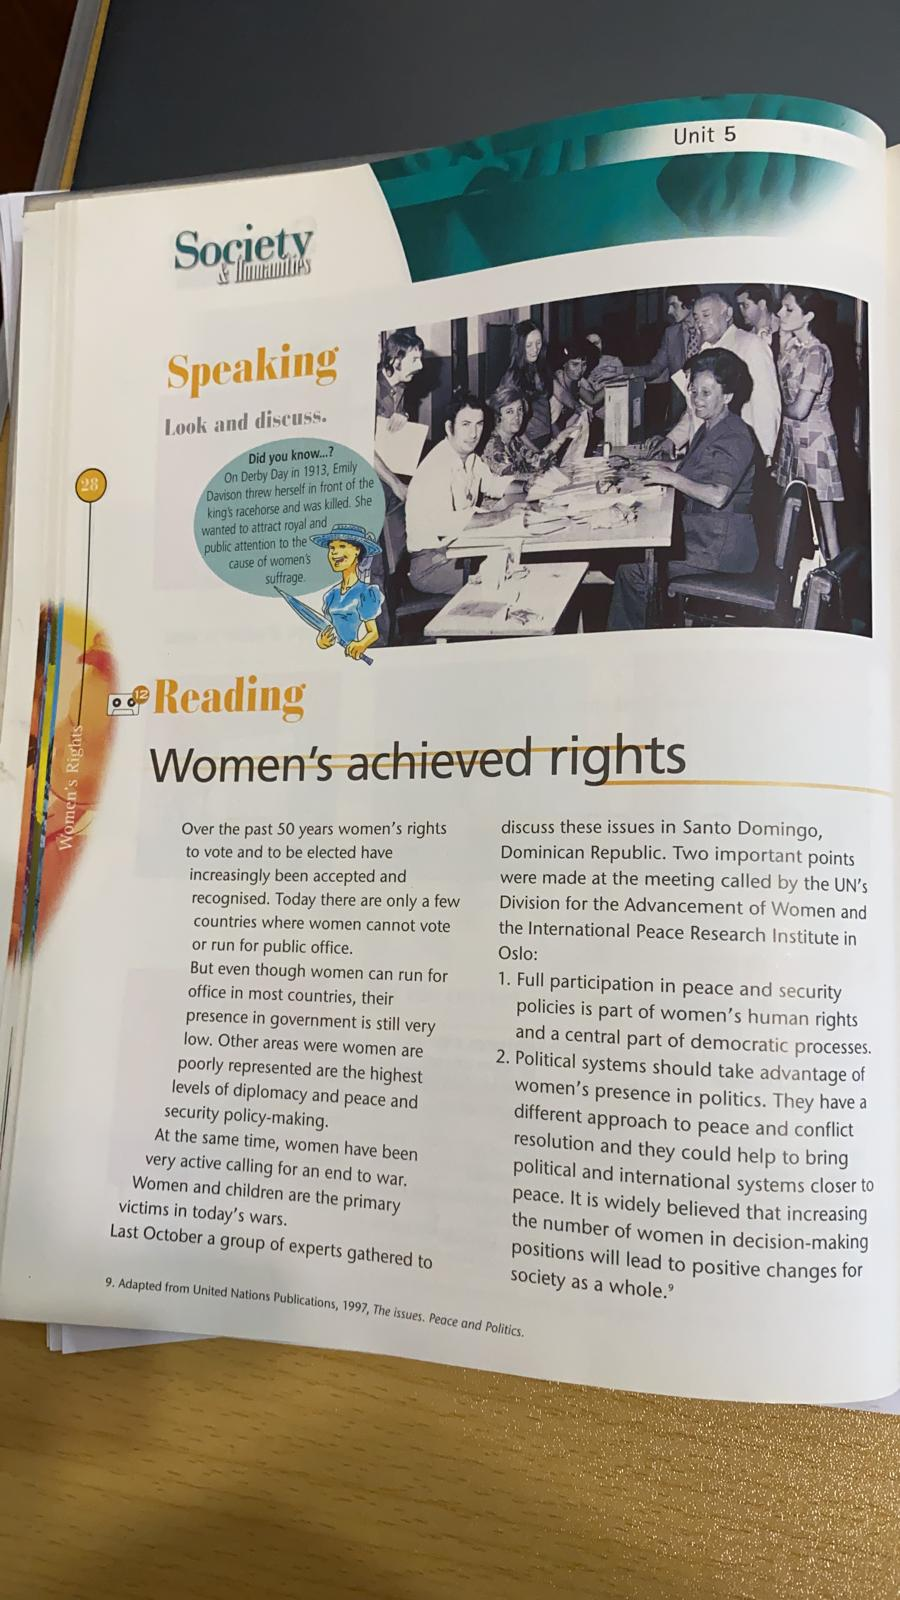 Unit 5
Society
& Humanities
Speaking
Look and discuss.
Did you know...?
On Derby Day in 1913, Emily
Davison threw herself in front of the
king's racehorse and was killed. She
wanted to attract royal and
public attention to the
cause of women's
suffrage.
28
Women's Rights
12
Reading
Women's achieved rights
Over the past 50 years women's rights
to vote and to be elected have
increasingly been accepted and
recognised. Today there are only a few
countries where women cannot vote
or run for public office.
But even though women can run for
office in most countries, their
presence in government is still very
low. Other areas were women are
poorly represented are the highest
levels of diplomacy and peace and
security policy-making.
At the same time, women have been
very active calling for an end to war.
Women and children are the primary
victims in today's wars.
Last October a group of experts gathered to
discuss these issues in Santo Domingo,
Dominican Republic. Two important points
were made at the meeting called by the UN's
Division for the Advancement of Women and
the International Peace Research Institute in
Oslo:
1. Full participation in peace and security
policies is part of women's human rights
and a central part of democratic processes.
2. Political systems should take advantage of
women's presence in politics. They have a
different approach to peace and conflict
resolution and they could help to bring
political and international systems closer to
peace. It is widely believed that increasing
the number of women in decision-making
positions will lead to positive changes for
society as a whole.⁹
9. Adapted from United Nations Publications, 1997, The issues. Peace and Politics.